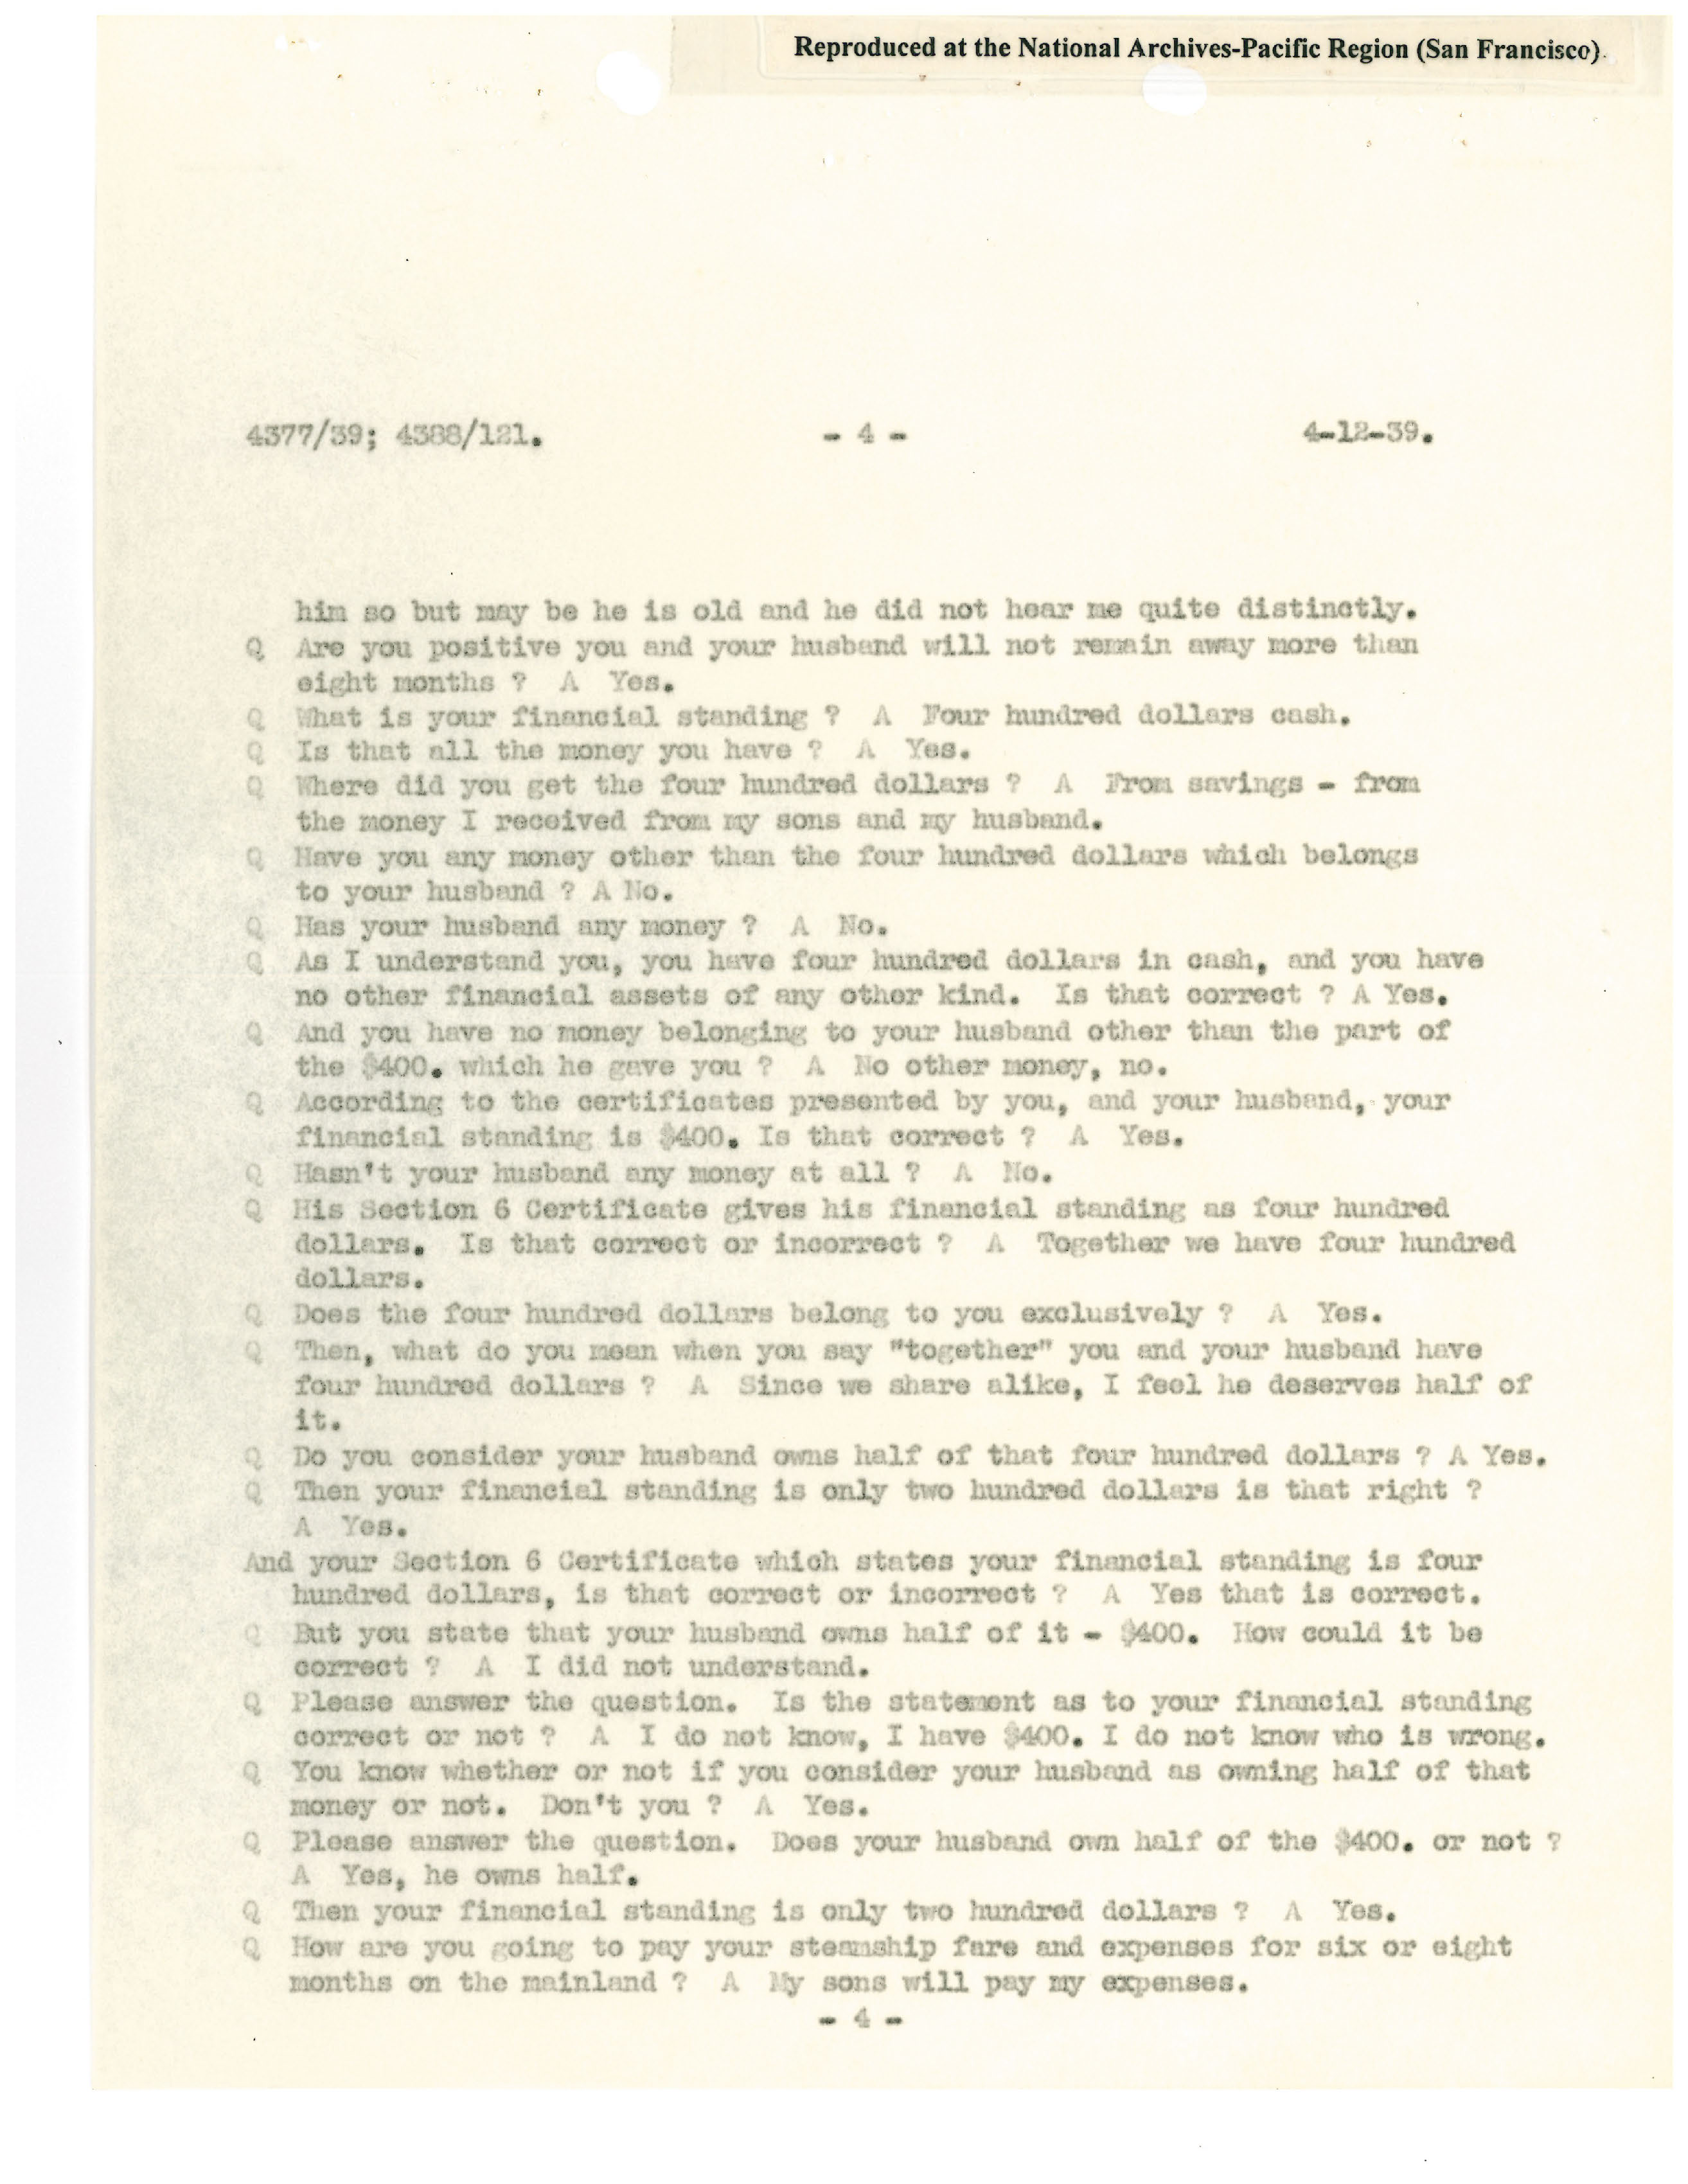 Reproduced at the National Archives-Pacific Region (San Francisco).
4377/39; 4388/121. - 4 - 4-12-39.
him so but may be he is old and he did not hear me quite distinctly.
Q Are you positive you and your husband will not remain away more than
eight months ? A Yes.
Q What is your financial standing ? A Four hundred dollars cash.
Q Is that all the money you have ? A Yes.
Q Where did you get the four hundred dollars ? A From savings - from
the money I received from my sons and my husband.
Q Have you any money other than the four hundred dollars which belongs
to your husband ? A No.
Q Has your husband any money ? A No.
Q As I understand you, you have four hundred dollars in cash, and you have
no other financial assets of any other kind. Is that correct ? A Yes.
Q And you have no money belonging to your husband other than the part of
the $400. which he gave you ? A No other money, no.
Q According to the certificates presented by you, and your husband, your
financial standing is $400. Is that correct ? A Yes.
Q Hasn't your husband any money at all ? A No.
Q His Section 6 Certificate gives his financial standing as four hundred
dollars. Is that correct or incorrect ? A Together we have four hundred
dollars.
Q Does the four hundred dollars belong to you exclusively ? A Yes.
Q Then, what do you mean when you say "together" you and your husband have
four hundred dollars ? A Since we share alike, I feel he deserves half of
it.
Q Do you consider your husband owns half of that four hundred dollars ? A Yes.
Q Then your financial standing is only two hundred dollars is that right ?
A Yes.
And your Section 6 Certificate which states your financial standing is four
hundred dollars, is that correct or incorrect ? A Yes that is correct.
Q But you state that your husband owns half of it - $400. How could it be
correct ? A I did not understand.
Q Please answer the question. Is the statement as to your financial standing
correct or not ? A I do not know, I have $400. I do not know who is wrong.
Q You know whether or not if you consider your husband as owning half of that
money or not. Don't you ? A Yes.
Q Please answer the question. Does your husband own half of the $400. or not ?
A Yes, he owns half.
Q Then your financial standing is only two hundred dollars ? A Yes.
Q How are you going to pay your steamship fare and expenses for six or eight
months on the mainland ? A My sons will pay my expenses.
- 4 -